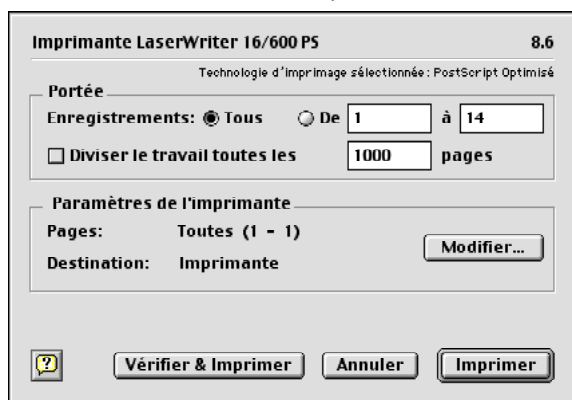 Imprimante LaserWriter 16/600 PS 8.6
Technologie d'imprimage sélectionnée: PostScript Optimisé
Portée
Enregistrements: Tous De 1 à 14
Diviser le travail toutes les 1000 pages
Paramètres de l'imprimante
Pages: Toutes (1 - 1)
Modifier...
Destination: Imprimante
? Vérifier & Imprimer Annuler Imprimer